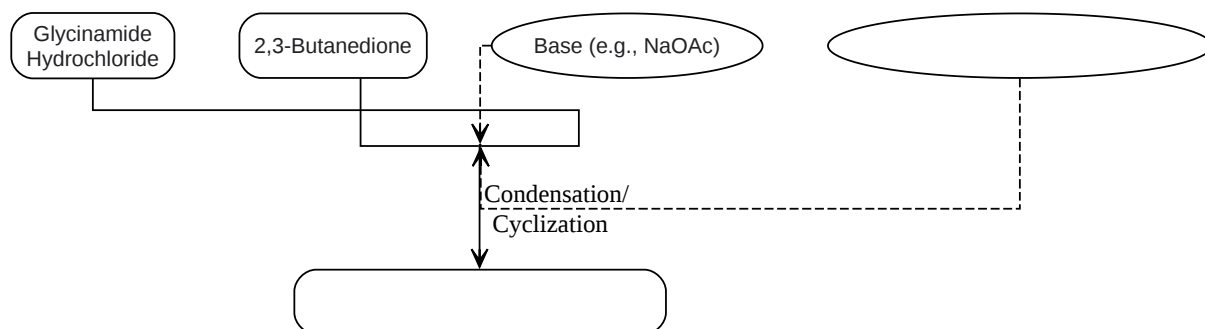 Glycinamide
Hydrochloride
2,3-Butanedione
Base (e.g., NaOAc)
Condensation/
Cyclization